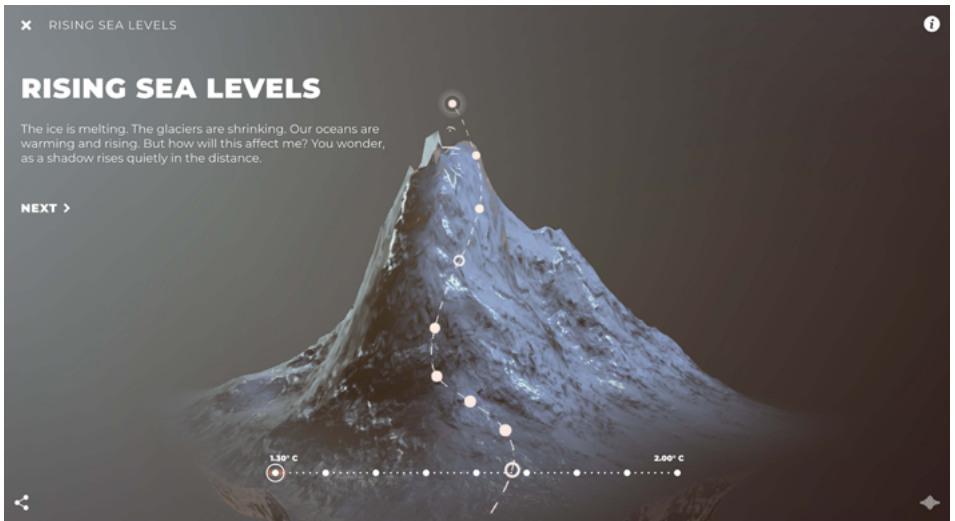 RISING SEA LEVELS
RISING SEA LEVELS
The ice is melting. The glaciers are shrinking. Our oceans are
warming and rising. But how will this affect me? You wonder,
as a shadow rises quietly in the distance.
NEXT >
1.30° C
2.00° C